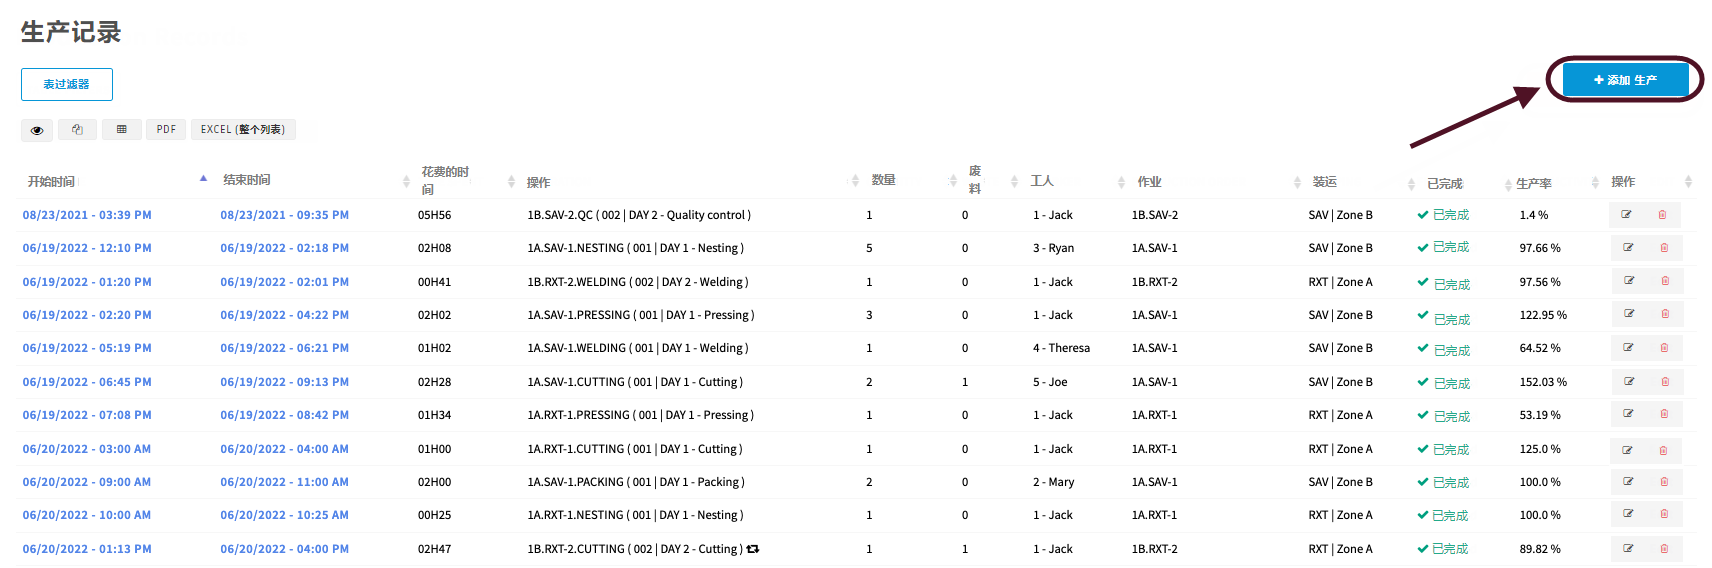 生产记录
表过滤器
+ 添加 生产
PDF EXCEL (整个列表)
开始时间 结束时间 花费的时间 操作 数量 废料 工人 作业 装运 已完成 生产率 操作
08/23/2021 - 03:39 PM 08/23/2021 - 09:35 PM 05H56 1B.SAV-2.QC ( 002 | DAY 2 - Quality control ) 1 0 1 - Jack 1B.SAV-2 SAV | Zone B 已完成 1.4 %
06/19/2022 - 12:10 PM 06/19/2022 - 02:18 PM 02H08 1A.SAV-1.NESTING ( 001 | DAY 1 - Nesting ) 5 0 3 - Ryan 1A.SAV-1 SAV | Zone B 已完成 97.66 %
06/19/2022 - 01:20 PM 06/19/2022 - 02:01 PM 00H41 1B.RXT-2.WELDING ( 002 | DAY 2 - Welding ) 1 0 1 - Jack 1B.RXT-2 RXT | Zone A 已完成 97.56 %
06/19/2022 - 02:20 PM 06/19/2022 - 04:22 PM 02H02 1A.SAV-1.PRESSING ( 001 | DAY 1 - Pressing ) 3 0 1 - Jack 1A.SAV-1 SAV | Zone B 已完成 122.95 %
06/19/2022 - 05:19 PM 06/19/2022 - 06:21 PM 01H02 1A.SAV-1.WELDING ( 001 | DAY 1 - Welding ) 1 0 4 - Theresa 1A.SAV-1 SAV | Zone B 已完成 64.52 %
06/19/2022 - 06:45 PM 06/19/2022 - 09:13 PM 02H28 1A.SAV-1.CUTTING ( 001 | DAY 1 - Cutting ) 2 1 5 - Joe 1A.SAV-1 SAV | Zone B 已完成 152.03 %
06/19/2022 - 07:08 PM 06/19/2022 - 08:42 PM 01H34 1A.RXT-1.PRESSING ( 001 | DAY 1 - Pressing ) 1 0 1 - Jack 1A.RXT-1 RXT | Zone A 已完成 53.19 %
06/20/2022 - 03:00 AM 06/20/2022 - 04:00 AM 01H00 1A.RXT-1.CUTTING ( 001 | DAY 1 - Cutting ) 1 0 1 - Jack 1A.RXT-1 RXT | Zone A 已完成 125.0 %
06/20/2022 - 09:00 AM 06/20/2022 - 11:00 AM 02H00 1A.SAV-1.PACKING ( 001 | DAY 1 - Packing ) 2 0 2 - Mary 1A.SAV-1 SAV | Zone B 已完成 100.0 %
06/20/2022 - 10:00 AM 06/20/2022 - 10:25 AM 00H25 1A.RXT-1.NESTING ( 001 | DAY 1 - Nesting ) 1 0 1 - Jack 1A.RXT-1 RXT | Zone A 已完成 100.0 %
06/20/2022 - 01:13 PM 06/20/2022 - 04:00 PM 02H47 1B.RXT-2.CUTTING ( 002 | DAY 2 - Cutting ) 1 1 1 - Jack 1B.RXT-2 RXT | Zone A 已完成 89.82 %